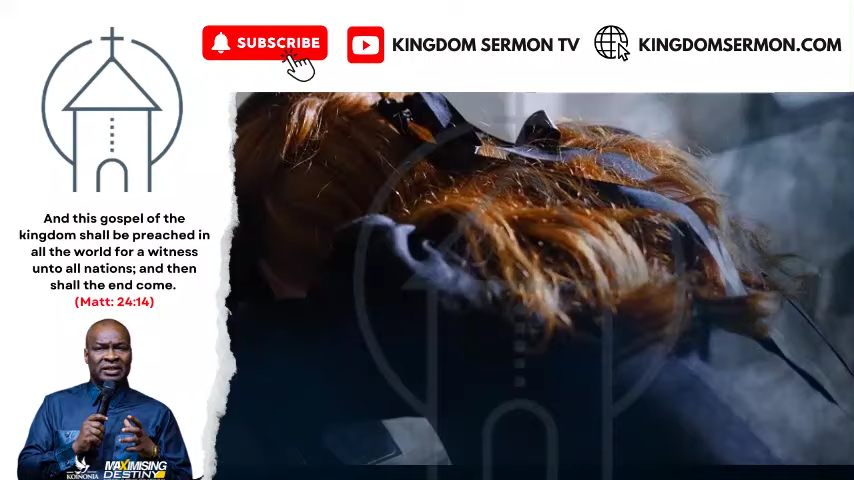 SUBSCRIBE
KINGDOM SERMON TV
KINGDOMSERMON.COM
And this gospel of the
kingdom shall be preached in
all the world for a witness
unto all nations; and then
shall the end come.
(Matt: 24:14)
KOINONIA
MAXIMISING
DESTINY